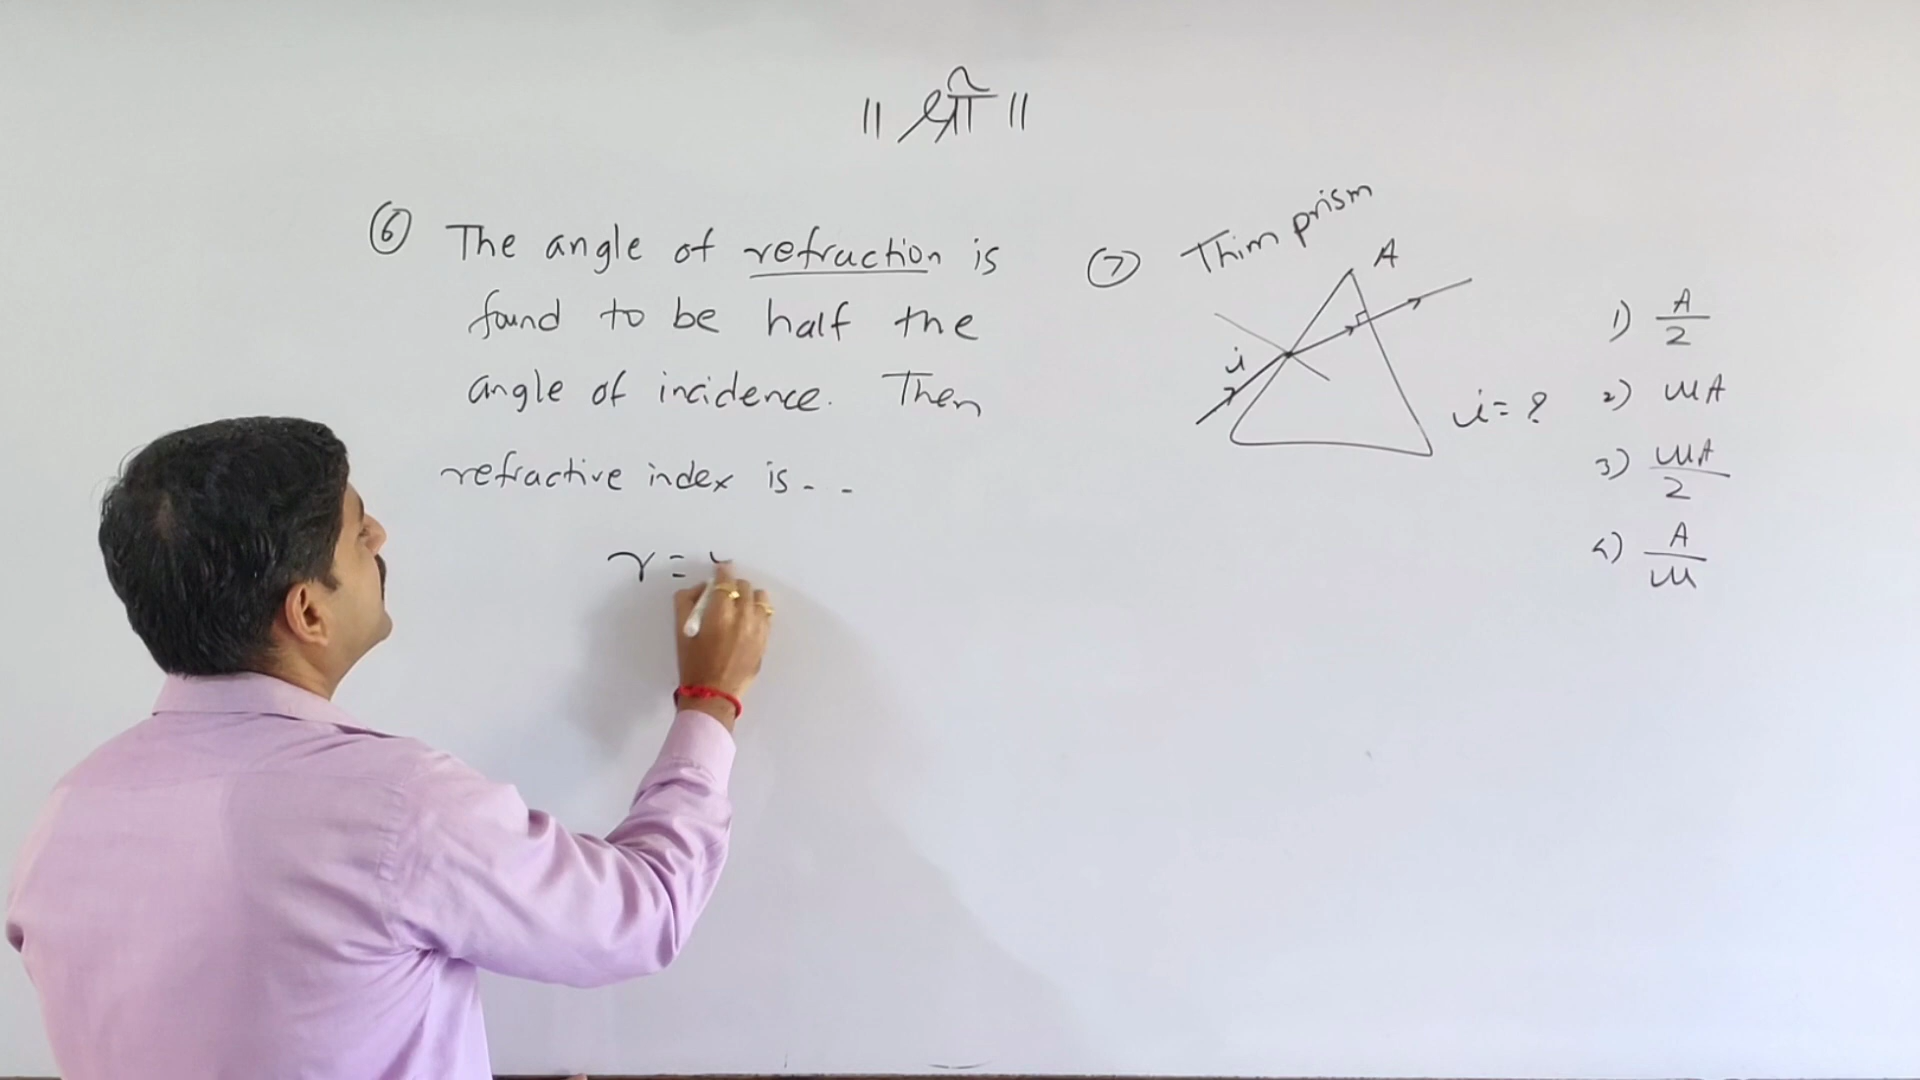 ॥ श्री ॥
⑥ The angle of refraction is
found to be half the
angle of incidence. Then
refractive index is - -
r =
⑦ Thin prism
A
i
i = ?
1) A/2
2) μA
3) μA/2
4) A/μ